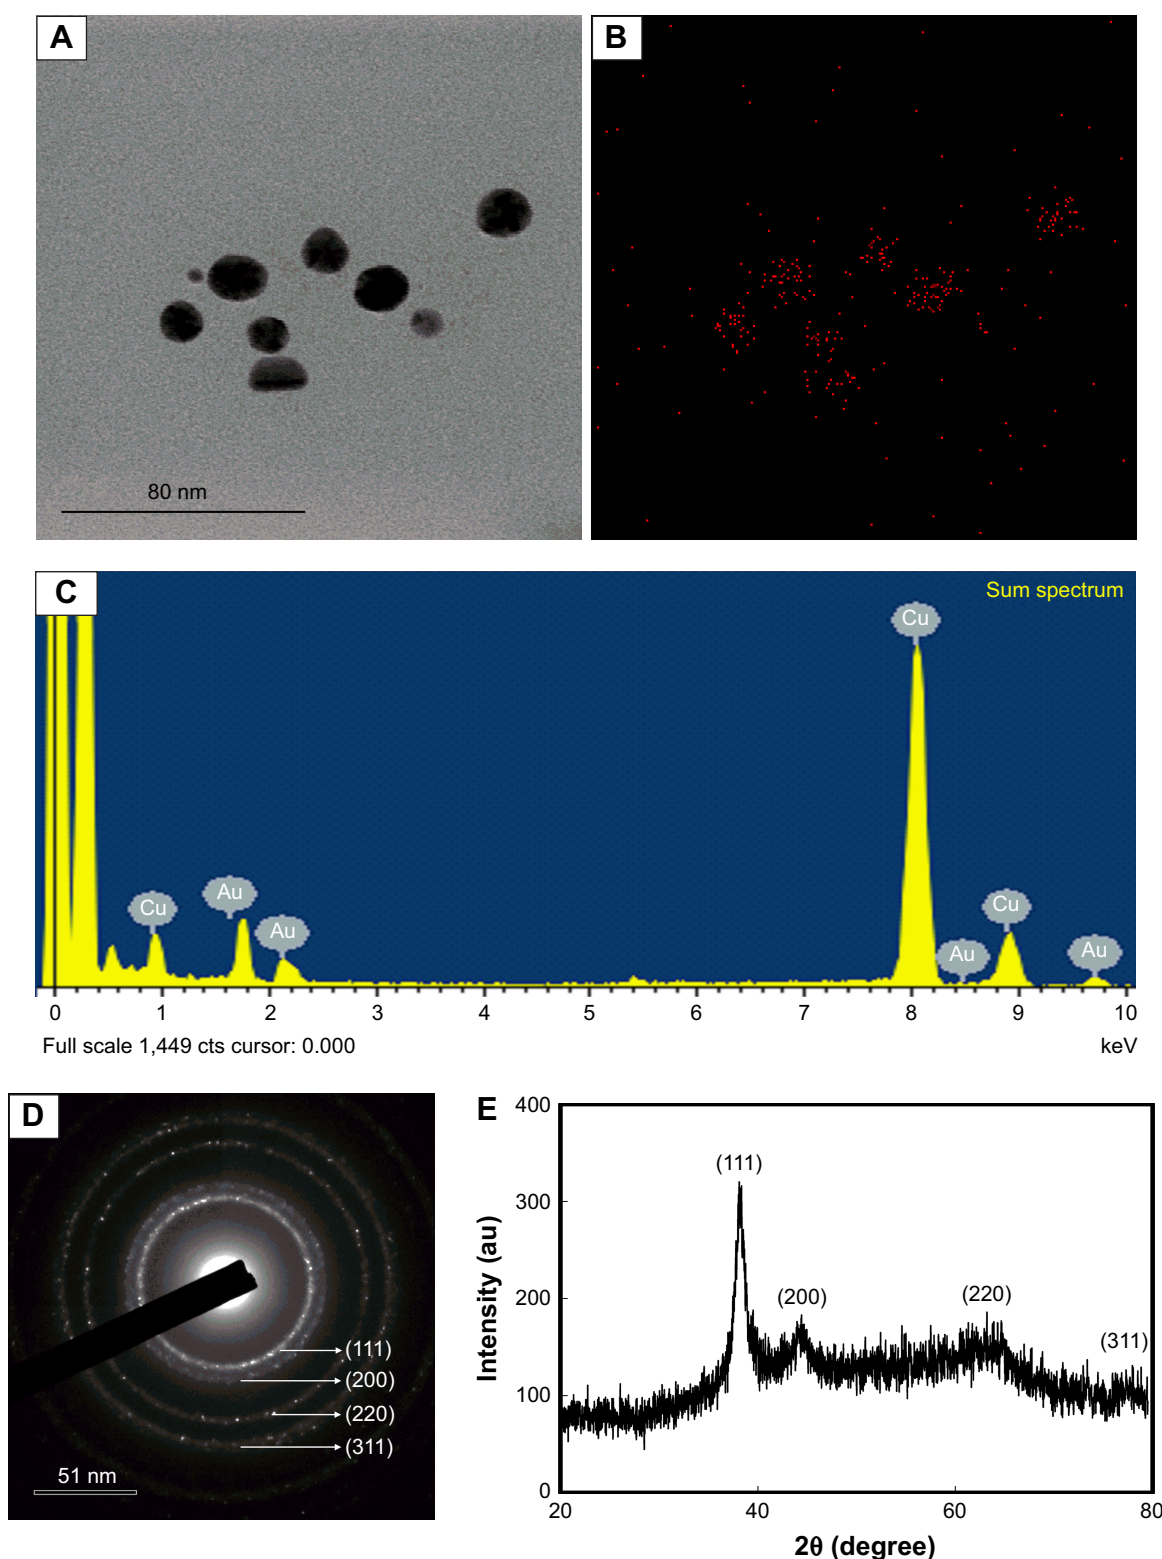 A
B
80 nm
C
Sum spectrum
Cu
Cu
Au
Au
Cu
Au
Au
0 1 2 3 4 5 6 7 8 9 10
Full scale 1,449 cts cursor: 0.000
keV
D
(111)
(200)
(220)
(311)
51 nm
E
400
300
200
100
0
Intensity (au)
(111)
(200)
(220)
(311)
20 40 60 80
2θ (degree)